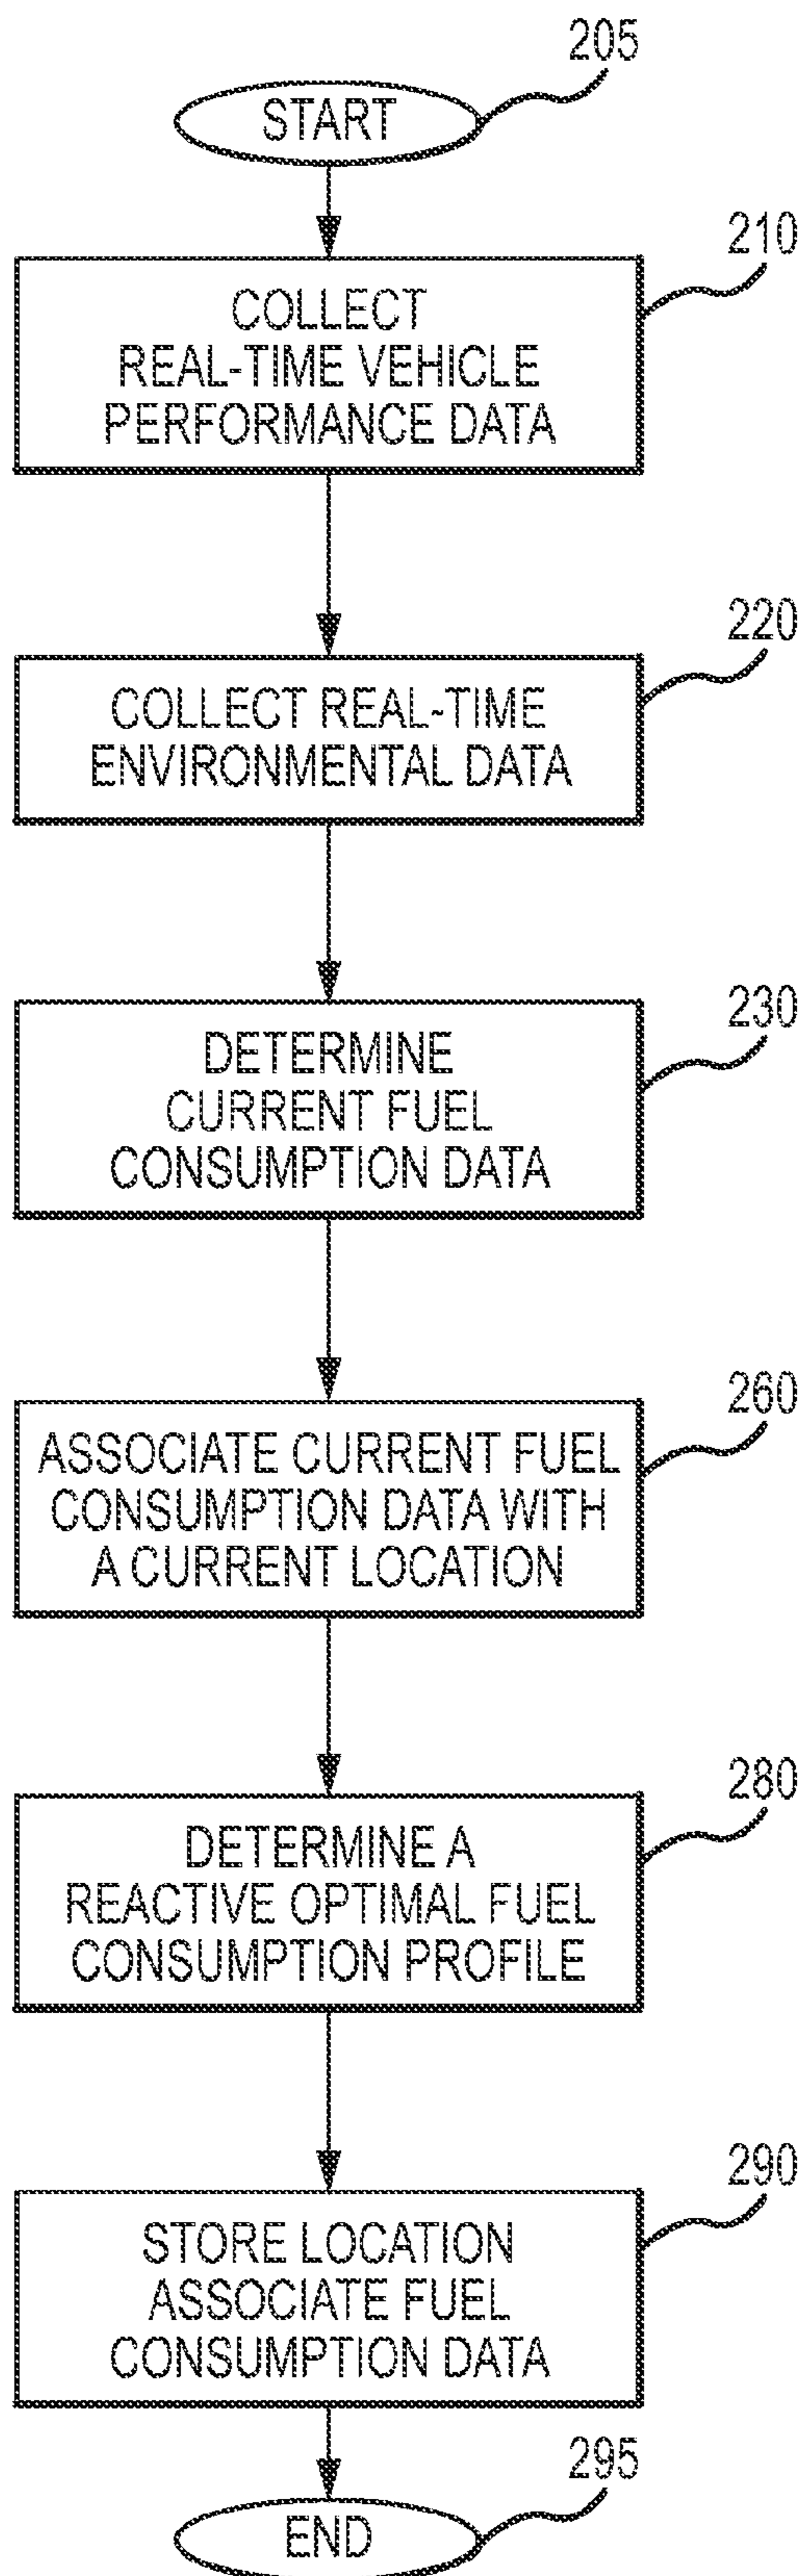 205
START
210
COLLECT
REAL-TIME VEHICLE
PERFORMANCE DATA
220
COLLECT REAL-TIME
ENVIRONMENTAL DATA
230
DETERMINE
CURRENT FUEL
CONSUMPTION DATA
260
ASSOCIATE CURRENT FUEL
CONSUMPTION DATA WITH
A CURRENT LOCATION
280
DETERMINE A
REACTIVE OPTIMAL FUEL
CONSUMPTION PROFILE
290
STORE LOCATION
ASSOCIATE FUEL
CONSUMPTION DATA
295
END